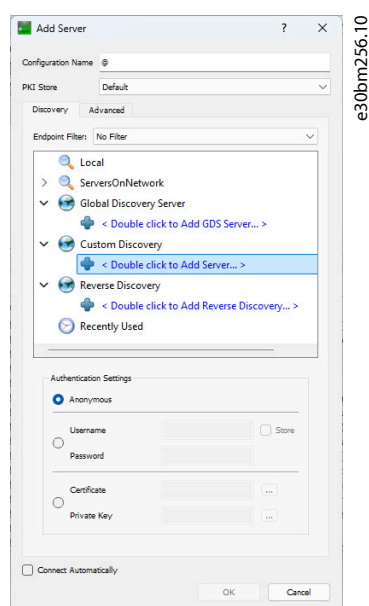 Add Server
?
e30bm256.10
Configuration Name @
PKI Store Default
Discovery Advanced
Endpoint Filter: No Filter
Local
ServersOnNetwork
Global Discovery Server
< Double click to Add GDS Server... >
Custom Discovery
< Double click to Add Server... >
Reverse Discovery
< Double click to Add Reverse Discovery... >
Recently Used
Authentication Settings
Anonymous
Username Store
Password
Certificate ...
Private Key ...
Connect Automatically
OK Cancel